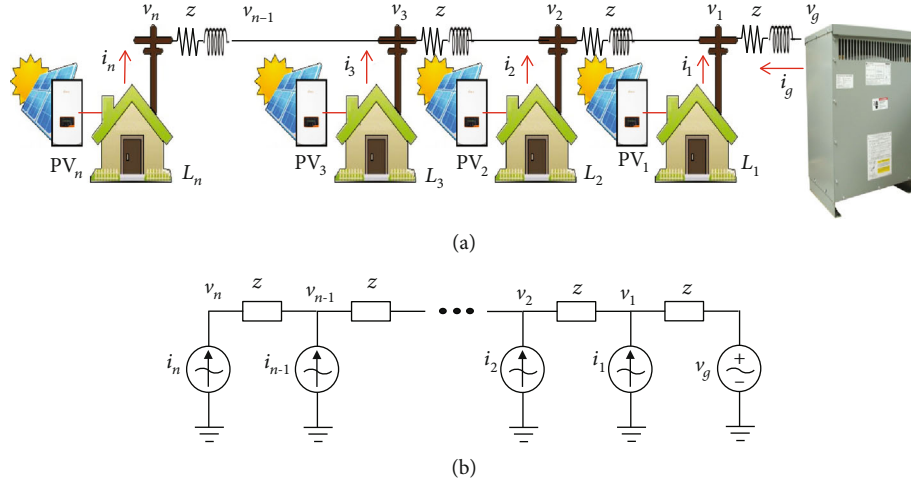 v_n z v_{n-1} v_3 z v_2 z v_1 z v_g
i_n i_3 i_2 i_1 i_g
PV_n L_n PV_3 L_3 PV_2 L_2 PV_1 L_1
(a)
v_n z v_{n-1} z v_2 z v_1 z
i_n i_{n-1} i_2 i_1 v_g
(b)